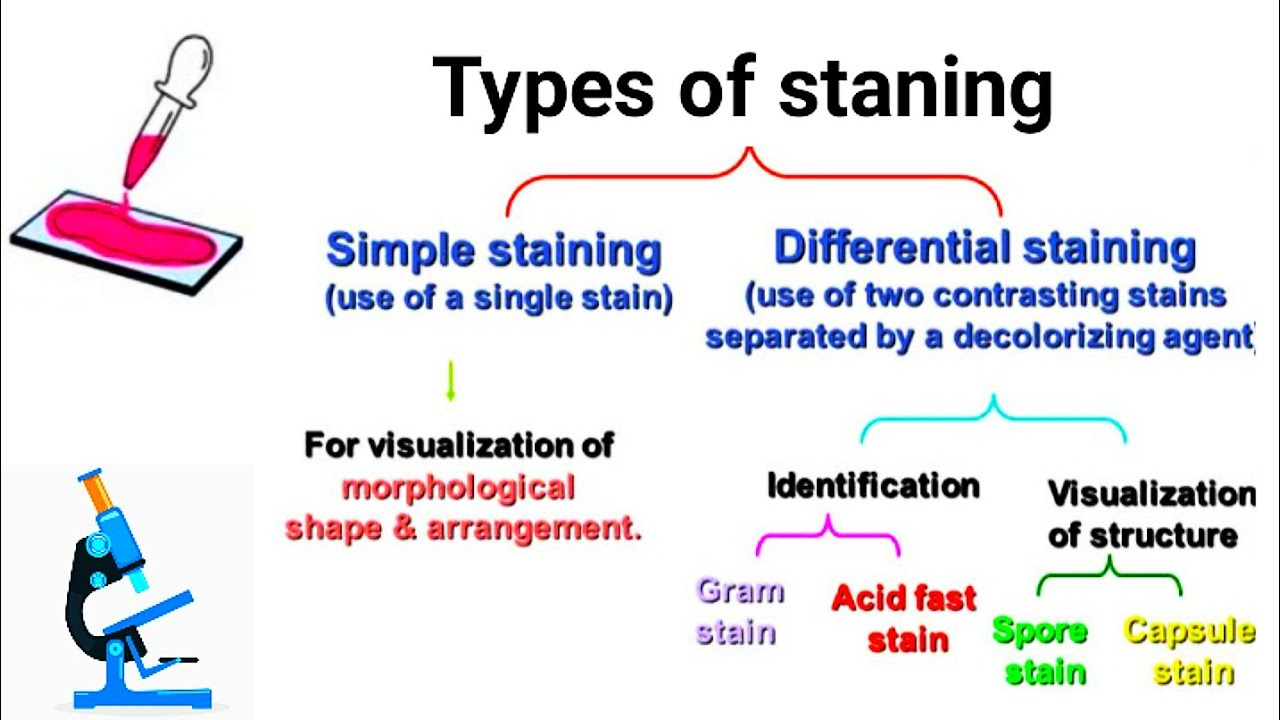 Types of staning
Simple staining
(use of a single stain)
Differential staining
(use of two contrasting stains
separated by a decolorizing agent)
For visualization of
morphological
shape & arrangement.
Identification
Visualization
of structure
Gram
stain
Acid fast
stain
Spore
stain
Capsule
stain